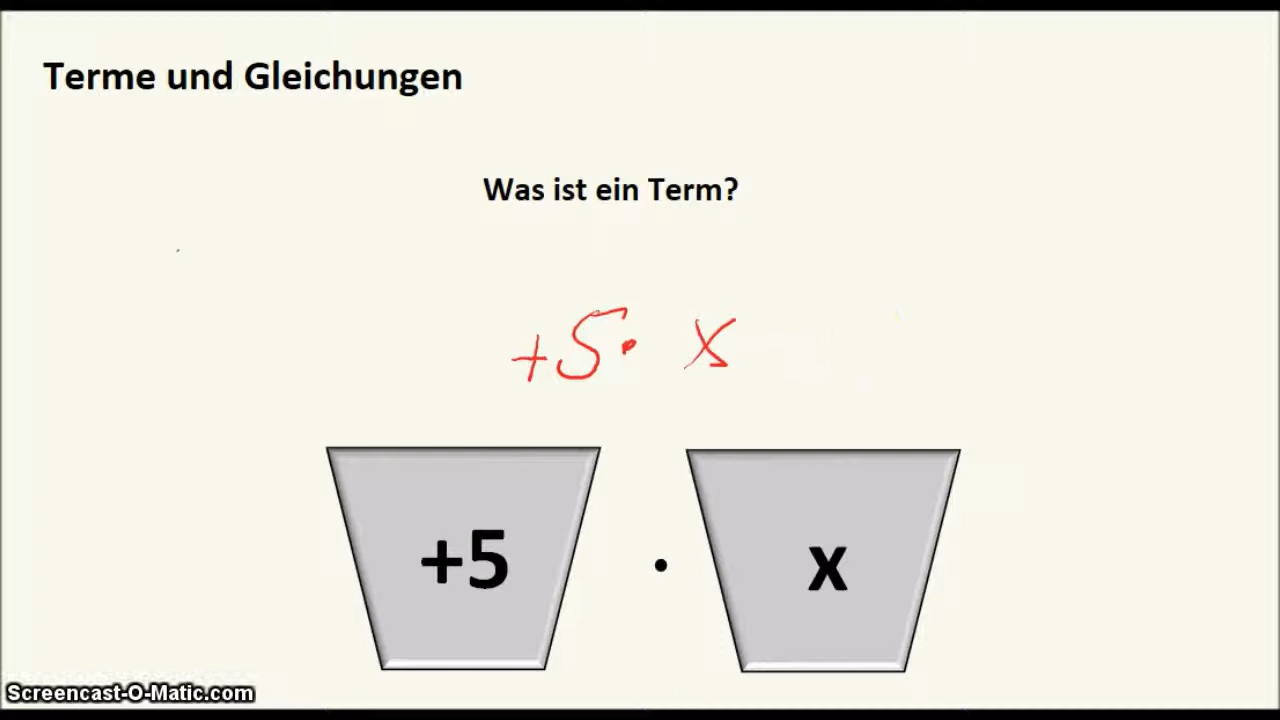 Terme und Gleichungen
Was ist ein Term?
+5· x
+5 · x
Screencast-O-Matic.com